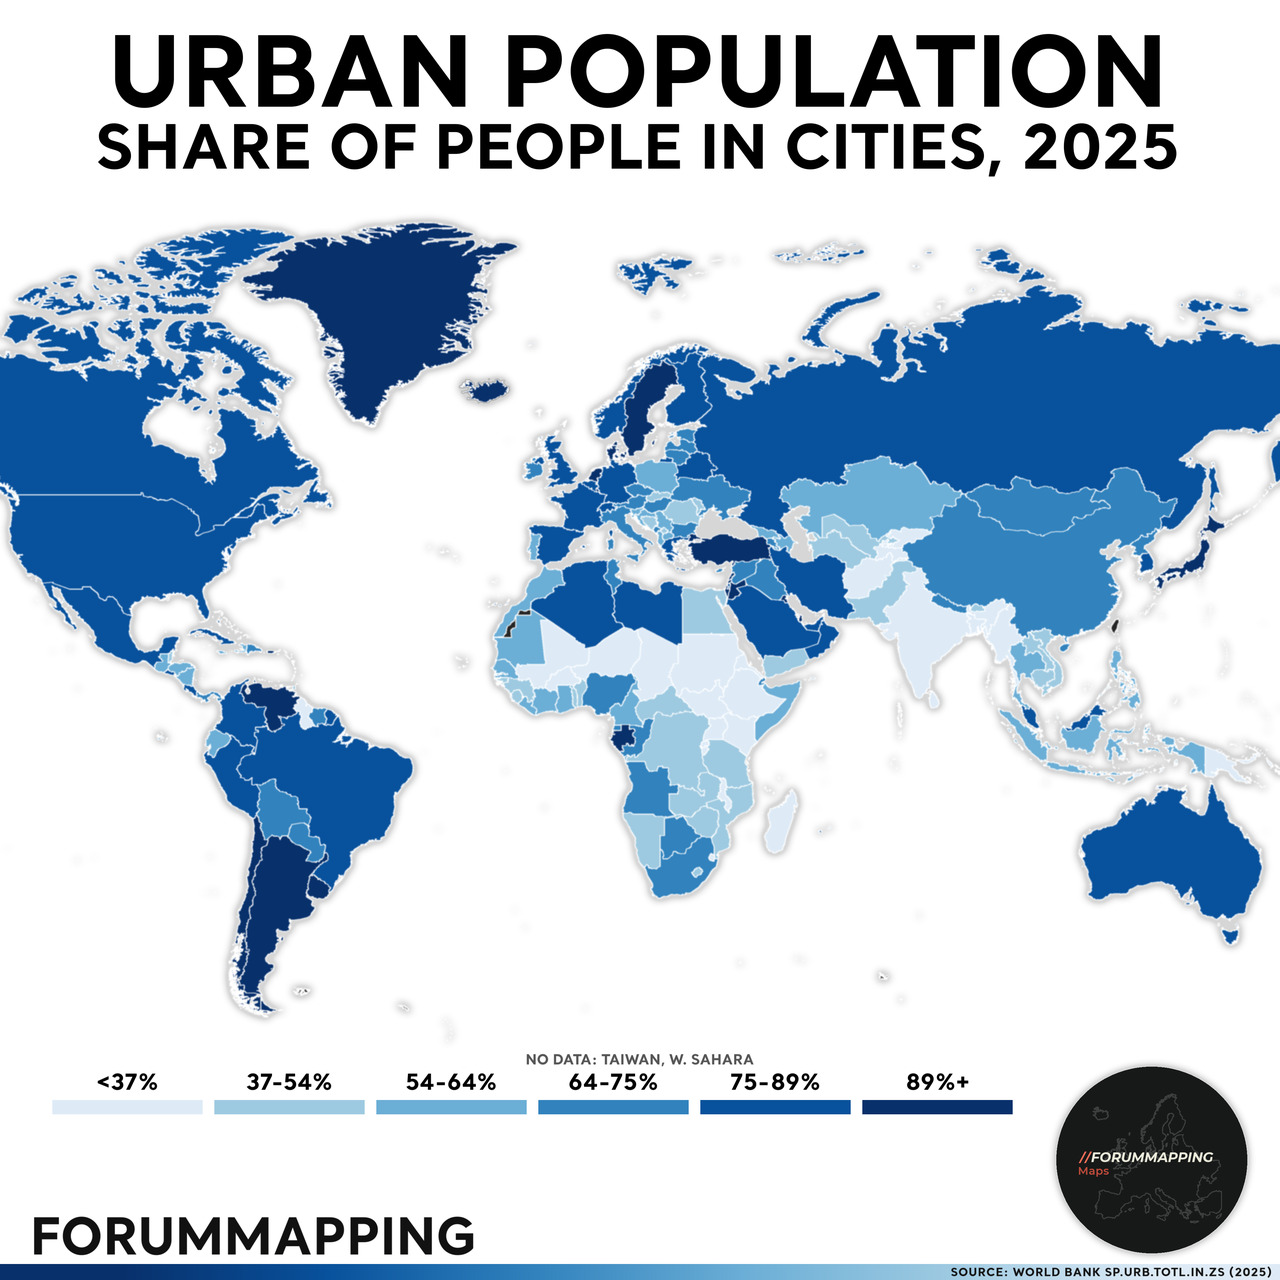 URBAN POPULATION
SHARE OF PEOPLE IN CITIES, 2025
NO DATA: TAIWAN, W. SAHARA
<37% 37-54% 54-64% 64-75% 75-89% 89%+
//FORUMMAPPING
Maps
FORUMMAPPING
SOURCE: WORLD BANK SP.URB.TOTL.IN.ZS (2025)